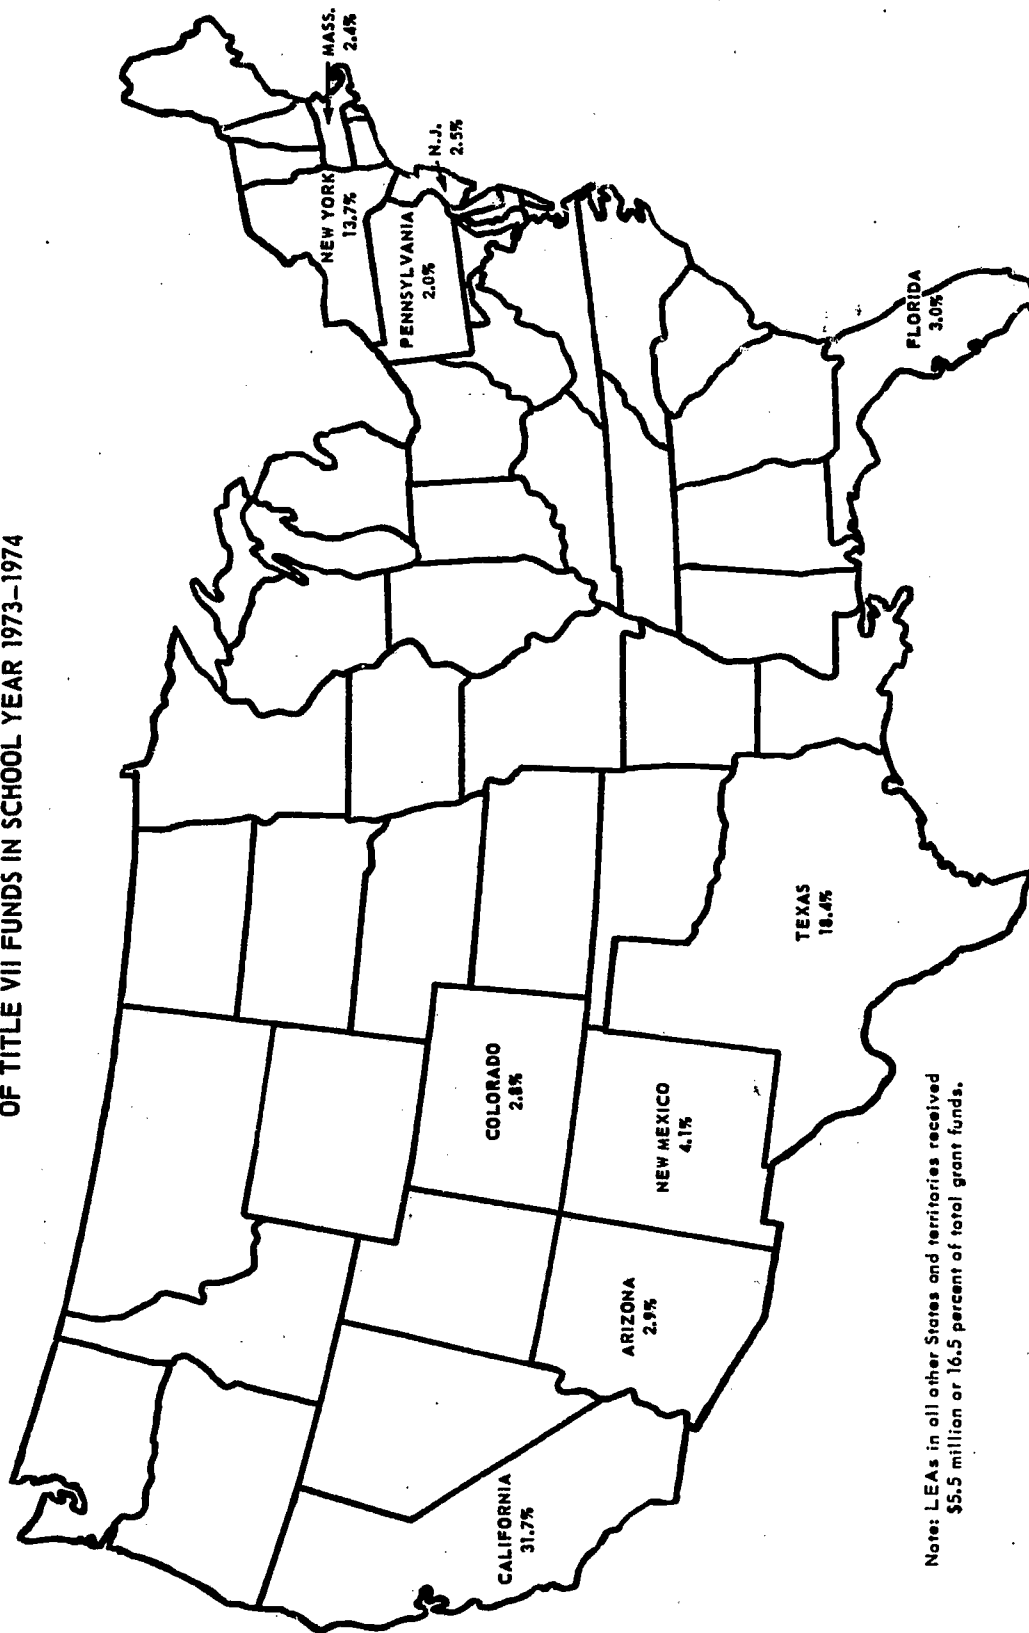 OF TITLE VII FUNDS IN SCHOOL YEAR 1973–1974
MASS.
2.4%
NEW YORK
13.7%
N.J.
2.5%
PENNSYLVANIA
2.0%
COLORADO
2.8%
CALIFORNIA
31.7%
ARIZONA
2.9%
NEW MEXICO
4.1%
TEXAS
18.4%
FLORIDA
3.0%
Note: LEAs in all other States and territories received
$5.5 million or 16.5 percent of total grant funds.